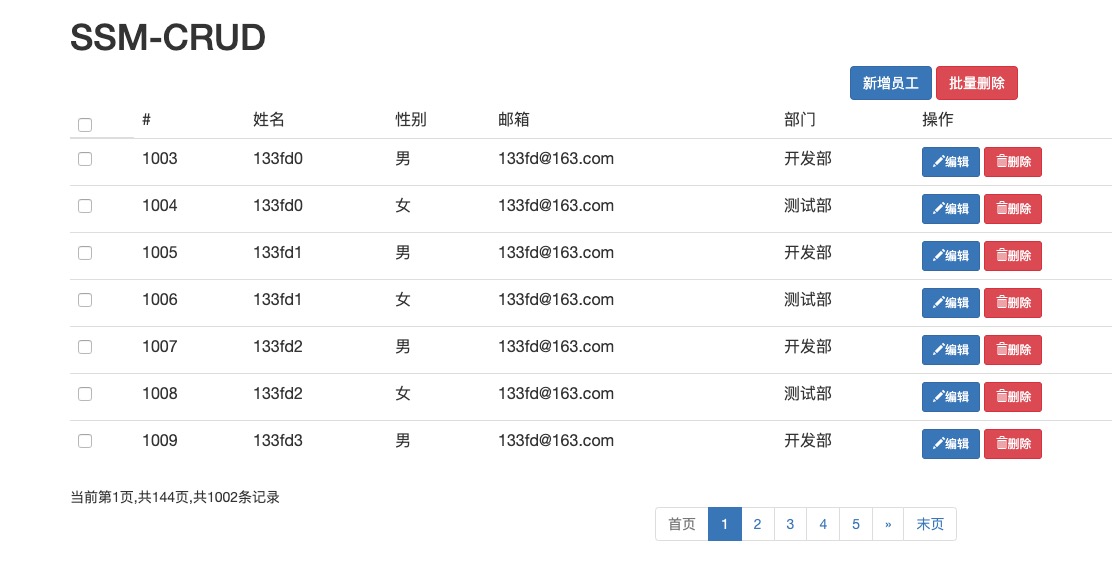 SSM-CRUD
新增员工 批量删除
# 姓名 性别 邮箱 部门 操作
1003 133fd0 男 133fd@163.com 开发部 编辑 删除
1004 133fd0 女 133fd@163.com 测试部 编辑 删除
1005 133fd1 男 133fd@163.com 开发部 编辑 删除
1006 133fd1 女 133fd@163.com 测试部 编辑 删除
1007 133fd2 男 133fd@163.com 开发部 编辑 删除
1008 133fd2 女 133fd@163.com 测试部 编辑 删除
1009 133fd3 男 133fd@163.com 开发部 编辑 删除
当前第1页,共144页,共1002条记录
首页 1 2 3 4 5 » 末页